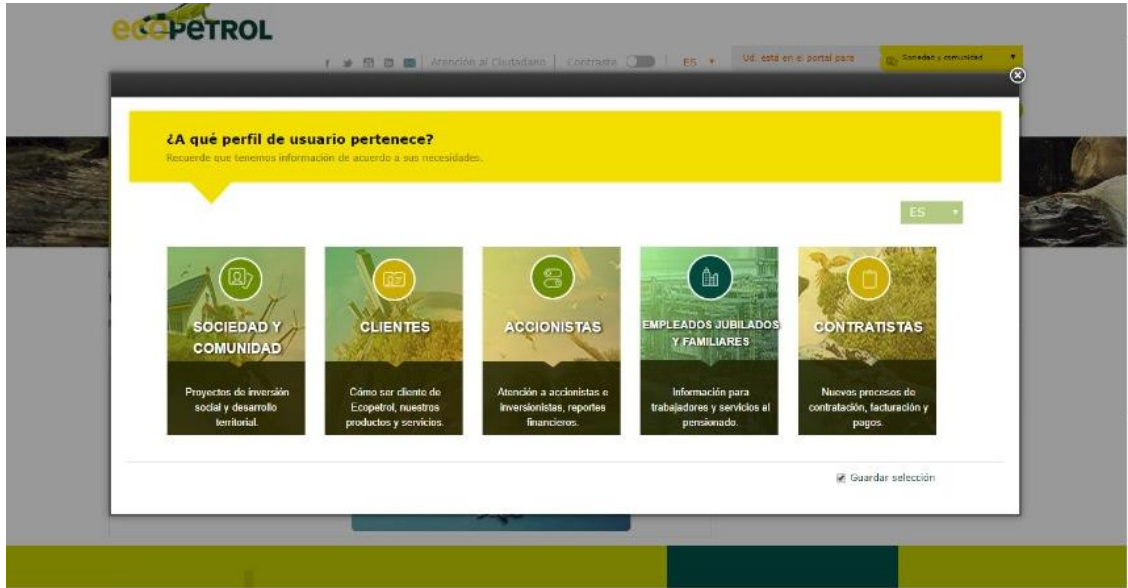 ecopetrol
Atención al Ciudadano
Contraste
ES
Ud. está en el portal para
Sociedad y comunidad
¿A qué perfil de usuario pertenece?
Recuerde que tenemos información de acuerdo a sus necesidades.
ES
SOCIEDAD Y
COMUNIDAD
Proyectos de inversión
social y desarrollo
territorial.
CLIENTES
Cómo ser cliente de
Ecopetrol, nuestros
productos y servicios.
ACCIONISTAS
Atención a accionistas e
inversionistas, reportes
financieros.
EMPLEADOS JUBILADOS
Y FAMILIARES
Información para
trabajadores y servicios al
pensionado.
CONTRATISTAS
Nuevos procesos de
contratación, facturación y
pagos.
Guardar selección